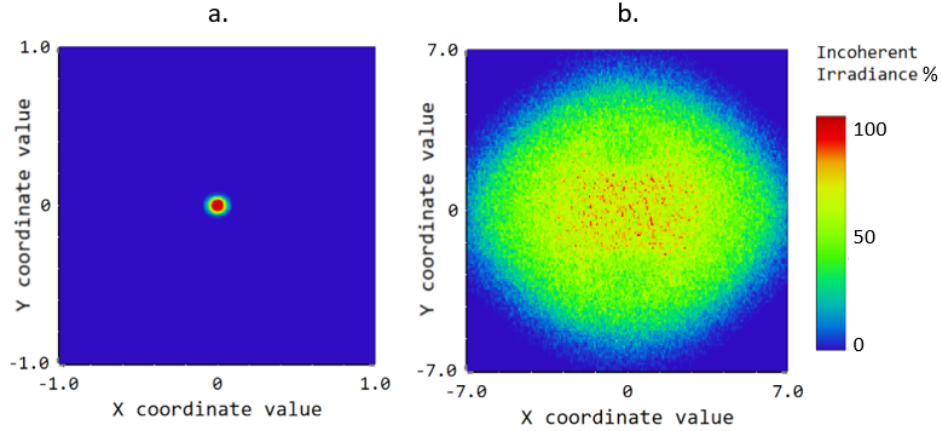 a.
b.
1.0
0
-1.0
-1.0
0
1.0
Y coordinate value
X coordinate value
7.0
0
-7.0
-7.0
0
7.0
Y coordinate value
X coordinate value
Incoherent
Irradiance %
100
50
0